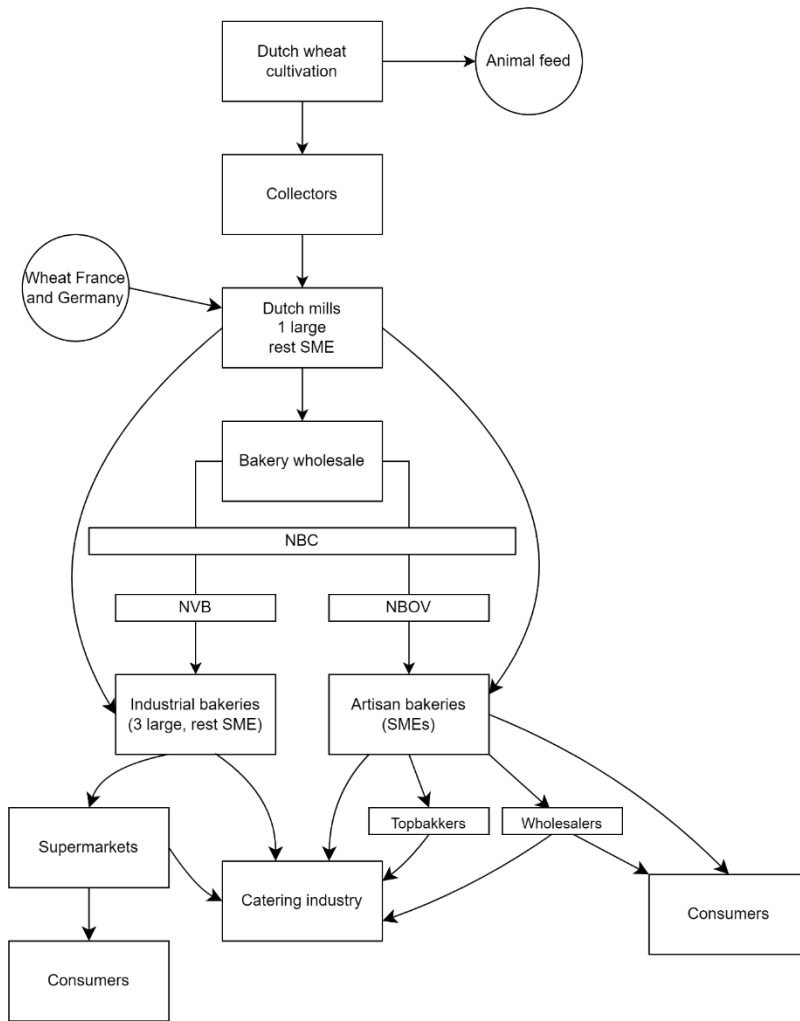 Dutch wheat
cultivation
Animal feed
Collectors
Wheat France
and Germany
Dutch mills
1 large
rest SME
Bakery wholesale
NBC
NVB
NBOV
Industrial bakeries
(3 large, rest SME)
Artisan bakeries
(SMEs)
Topbakkers
Wholesalers
Supermarkets
Catering industry
Consumers
Consumers